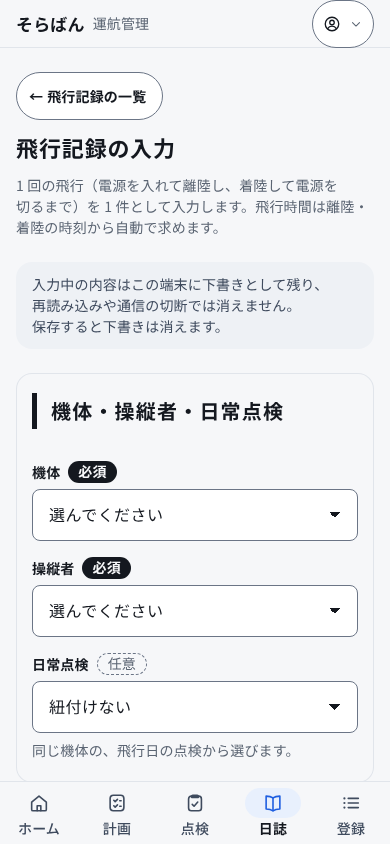 そらばん 運航管理
← 飛行記録の一覧
飛行記録の入力
1 回の飛行（電源を入れて離陸し、着陸して電源を
切るまで）を 1 件として入力します。飛行時間は離陸・
着陸の時刻から自動で求めます。
入力中の内容はこの端末に下書きとして残り、
再読み込みや通信の切断では消えません。
保存すると下書きは消えます。
機体・操縦者・日常点検
機体 必須
選んでください
操縦者 必須
選んでください
日常点検 任意
紐付けない
同じ機体の、飛行日の点検から選びます。
ホーム 計画 点検 日誌 登録